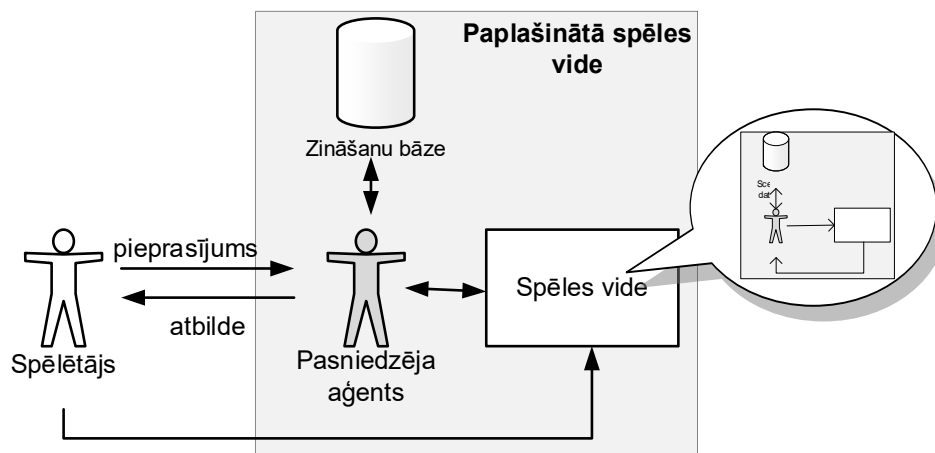 Paplašinātā spēles
vide
Zināšanu bāze
pieprasījums
atbilde
Spēlētājs
Pasniedzēja
aģents
Spēles vide